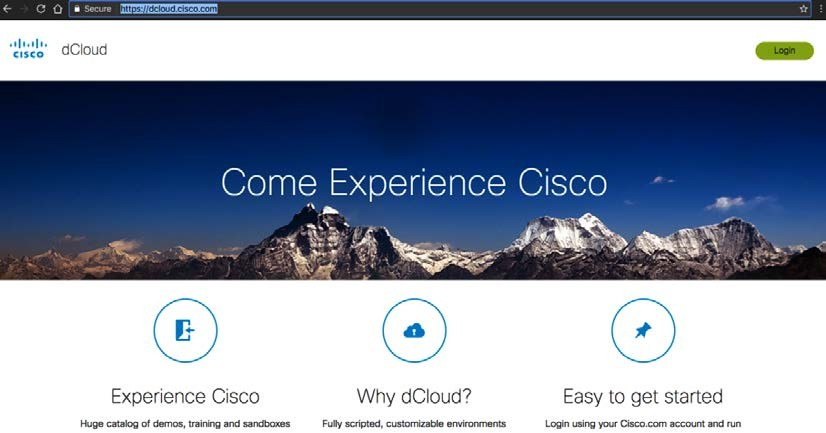 Secure https://dcloud.cisco.com
CISCO dCloud Login
Come Experience Cisco
Experience Cisco Why dCloud? Easy to get started
Huge catalog of demos, training and sandboxes Fully scripted, customizable environments Login using your Cisco.com account and run